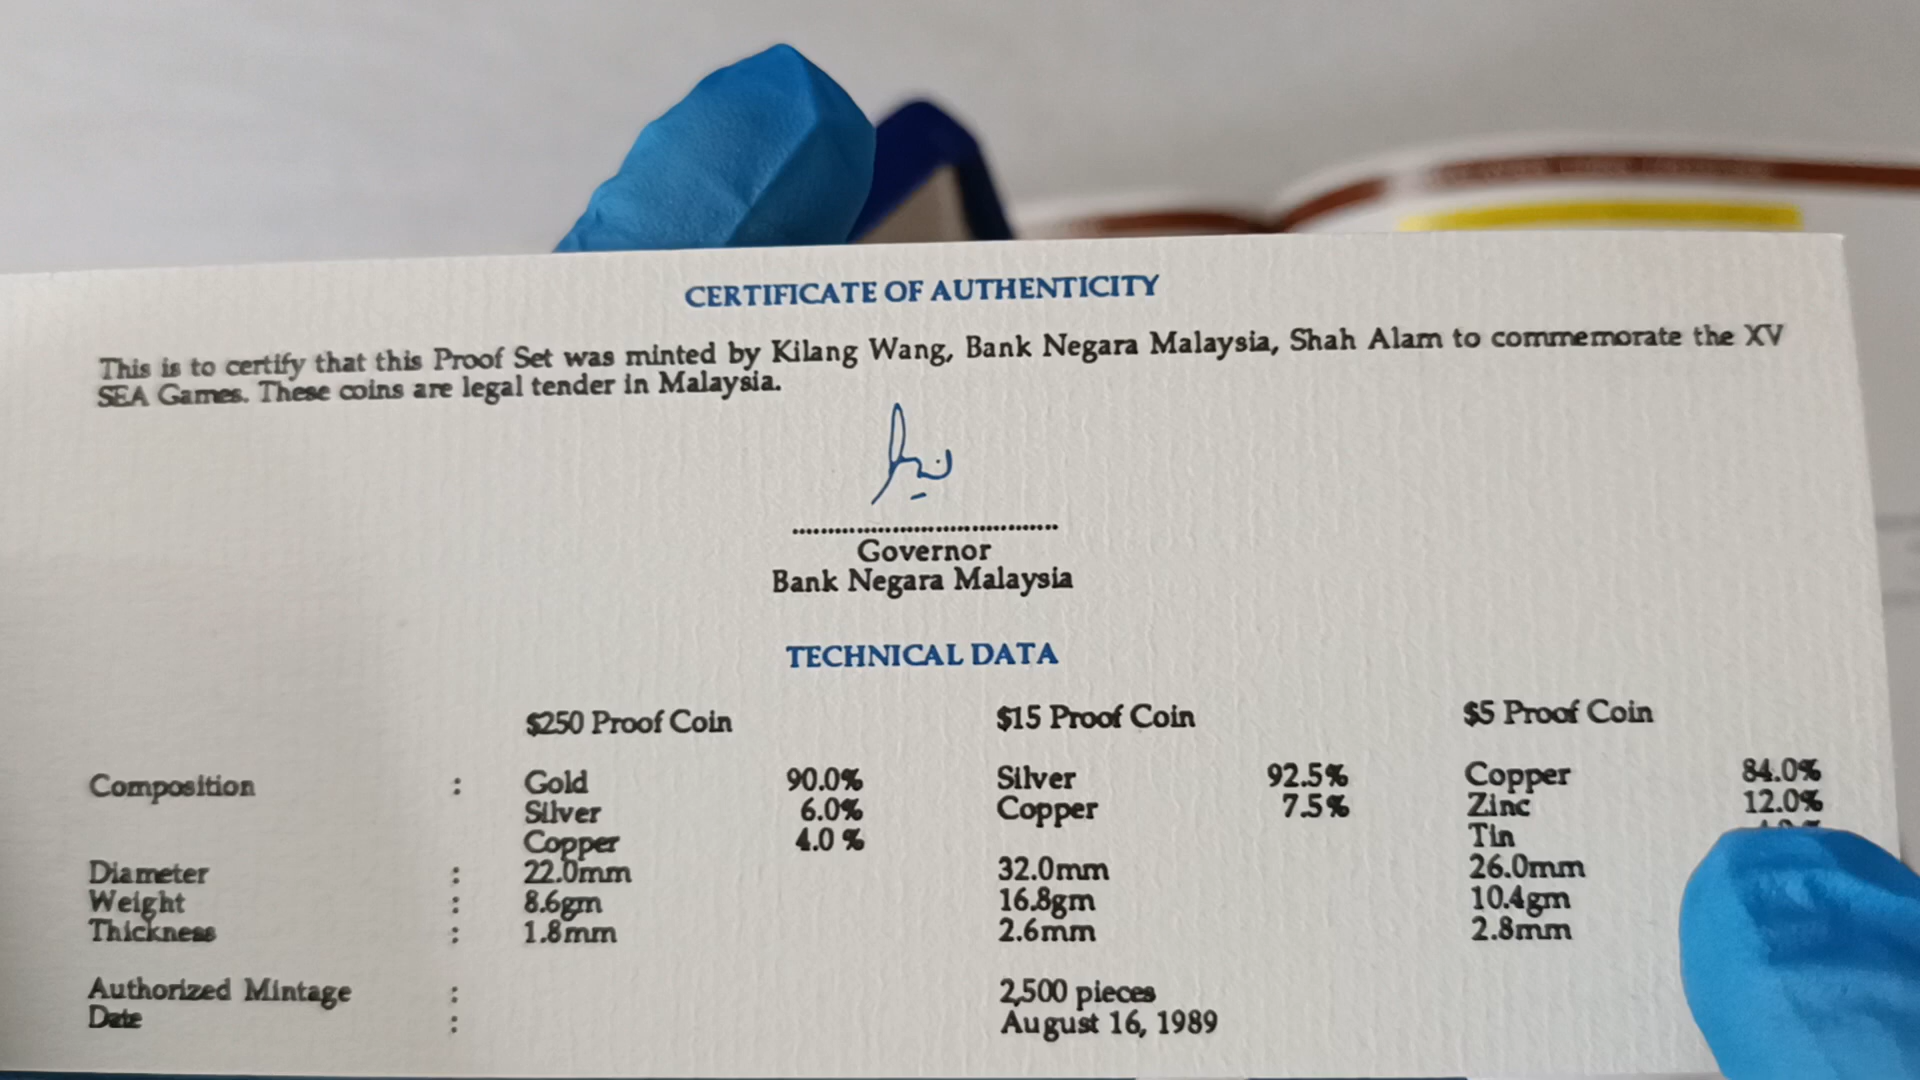 CERTIFICATE OF AUTHENTICITY
This is to certify that this Proof Set was minted by Kilang Wang, Bank Negara Malaysia, Shah Alam to commemorate the XV
SEA Games. These coins are legal tender in Malaysia.
Governor
Bank Negara Malaysia
TECHNICAL DATA
$250 Proof Coin $15 Proof Coin $5 Proof Coin
Composition : Gold 90.0% Silver 92.5% Copper 84.0%
Silver 6.0% Copper 7.5% Zinc 12.0%
Copper 4.0 % Tin
Diameter : 22.0mm 32.0mm 26.0mm
Weight : 8.6gm 16.8gm 10.4gm
Thickness : 1.8mm 2.6mm 2.8mm
Authorized Mintage : 2,500 pieces
Date : August 16, 1989